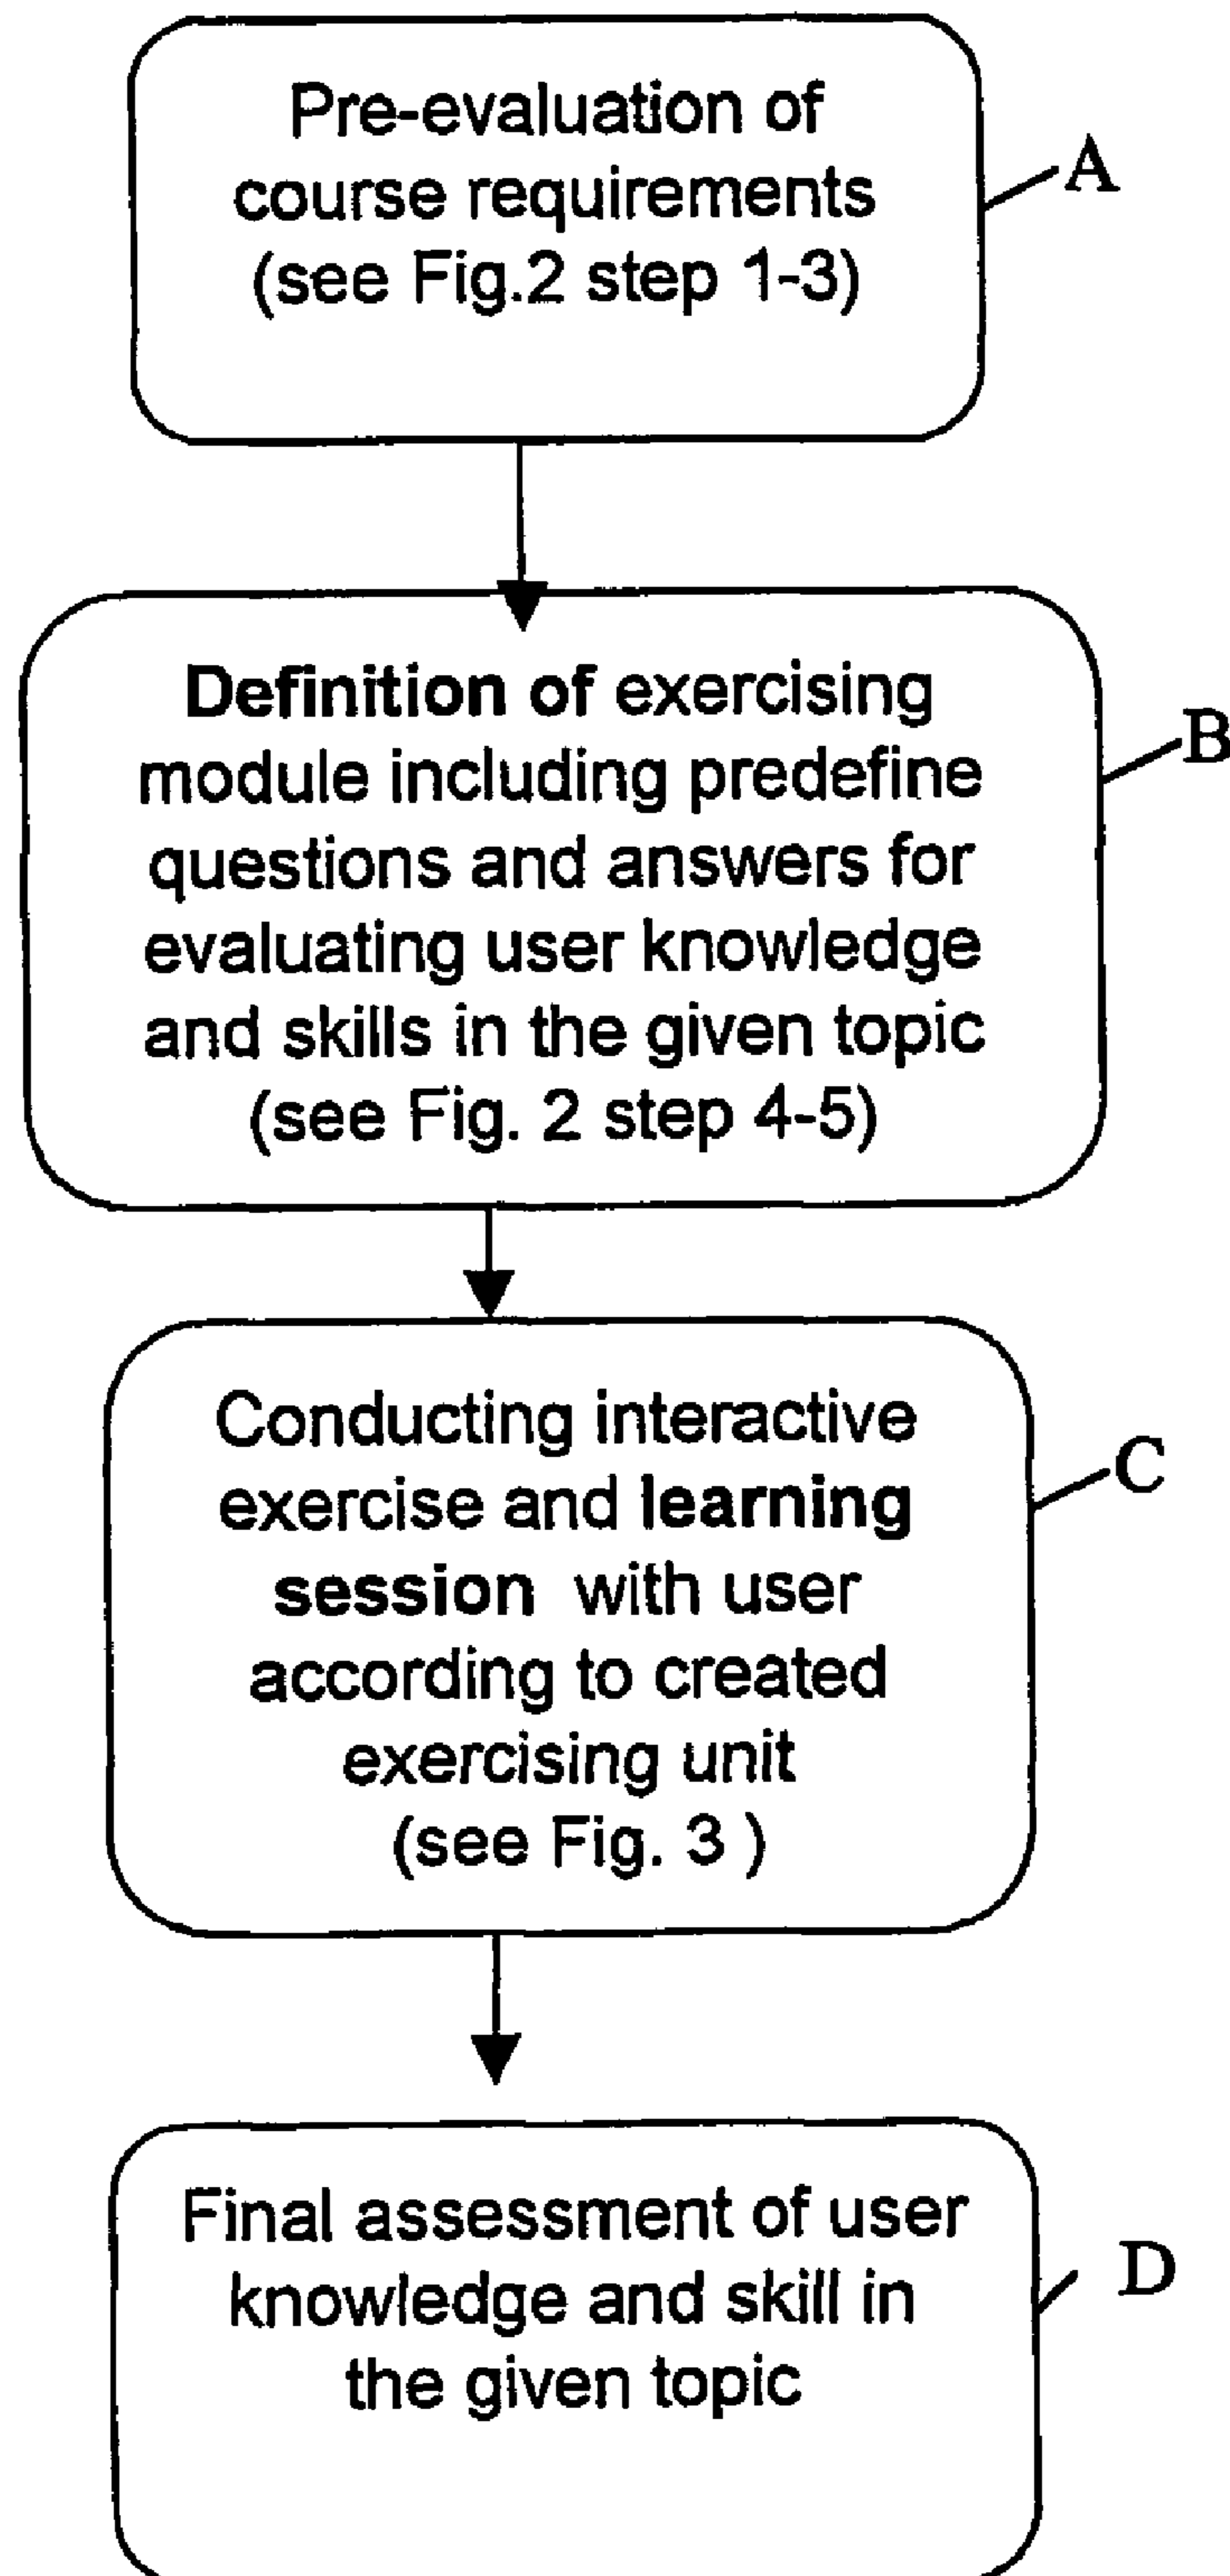 Pre-evaluation of
course requirements
(see Fig.2 step 1-3)
A
Definition of exercising
module including predefine
questions and answers for
evaluating user knowledge
and skills in the given topic
(see Fig. 2 step 4-5)
B
Conducting interactive
exercise and learning
session with user
according to created
exercising unit
(see Fig. 3 )
C
Final assessment of user
knowledge and skill in
the given topic
D